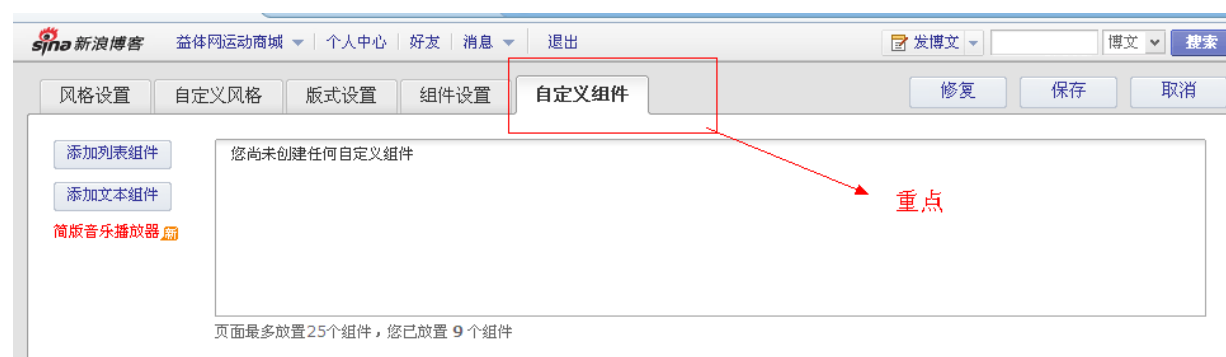 sina新浪博客 益体网运动商城 个人中心 好友 消息 退出 发博文 博文 搜索
风格设置 自定义风格 版式设置 组件设置 自定义组件 修复 保存 取消
添加列表组件 您尚未创建任何自定义组件
添加文本组件 重点
简版音乐播放器 新
页面最多放置25个组件，您已放置 9 个组件